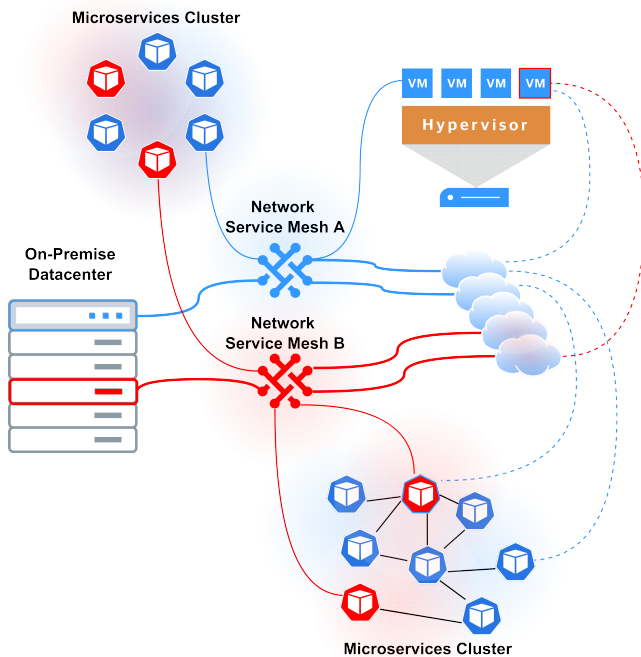 Microservices Cluster
VM
VM
VM
VM
Hypervisor
Network
Service Mesh A
On-Premise
Datacenter
Network
Service Mesh B
Microservices Cluster